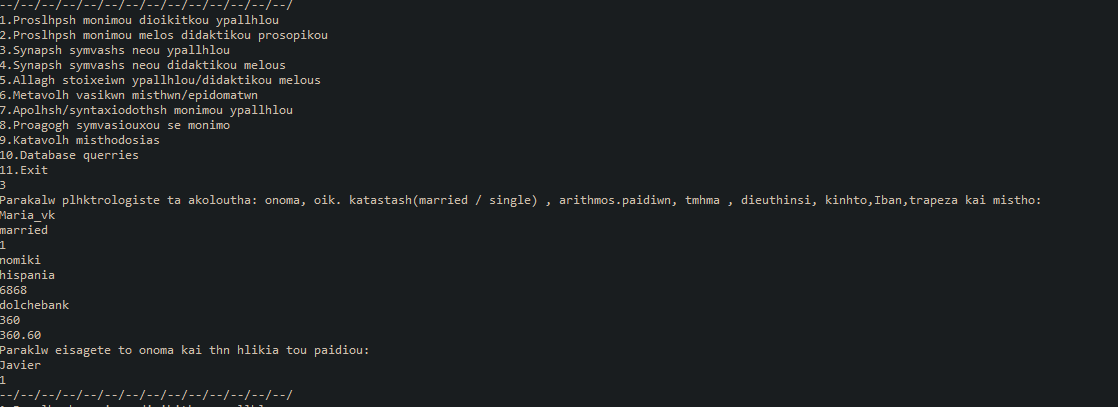 --/--/--/--/--/--/--/--/--/--/--/--/--/--/
1.Proslhpsh monimou dioikitkou ypallhlou
2.Proslhpsh monimou melos didaktikou prosopikou
3.Synapsh symvashs neou ypallhlou
4.Synapsh symvashs neou didaktikou melous
5.Allagh stoixeiwn ypallhlou/didaktikou melous
6.Metavolh vasikwn misthwn/epidomatwn
7.Apolhsh/syntaxiodothsh monimou ypallhlou
8.Proagogh symvasiouxou se monimo
9.Katavolh misthodosias
10.Database querries
11.Exit
3
Parakalw plhktrologiste ta akoloutha: onoma, oik. katastash(married / single) , arithmos.paidiwn, tmhma , dieuthinsi, kinhto,Iban,trapeza kai mistho:
Maria_vk
married
1
nomiki
hispania
6868
dolchebank
360
360.60
Paraklw eisagete to onoma kai thn hlikia tou paidiou:
Javier
1
--/--/--/--/--/--/--/--/--/--/--/--/--/--/